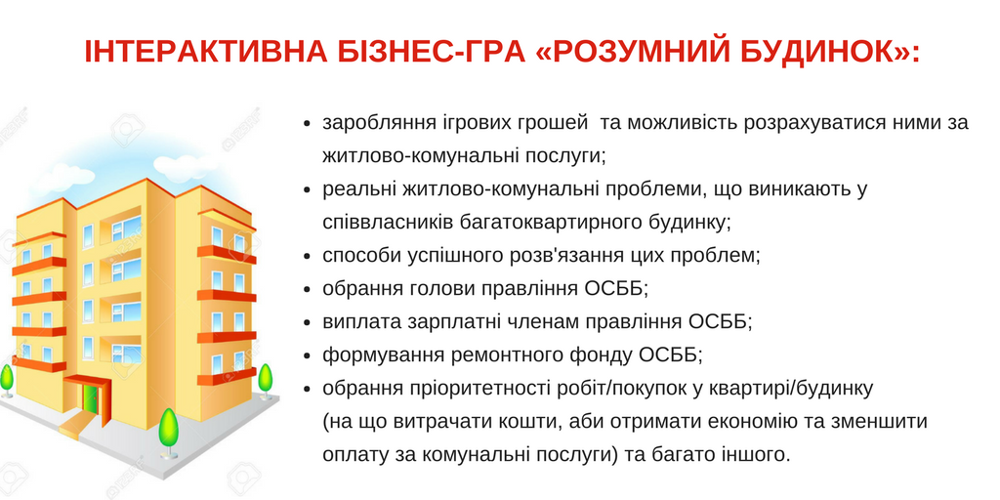 ІНТЕРАКТИВНА БІЗНЕС-ГРА «РОЗУМНИЙ БУДИНОК»:
• заробляння ігрових грошей та можливість розрахуватися ними за
житлово-комунальні послуги;
• реальні житлово-комунальні проблеми, що виникають у
співвласників багатоквартирного будинку;
• способи успішного розв'язання цих проблем;
• обрання голови правління ОСББ;
• виплата зарплатні членам правління ОСББ;
• формування ремонтного фонду ОСББ;
• обрання пріоритетності робіт/покупок у квартирі/будинку
(на що витрачати кошти, аби отримати економію та зменшити
оплату за комунальні послуги) та багато іншого.